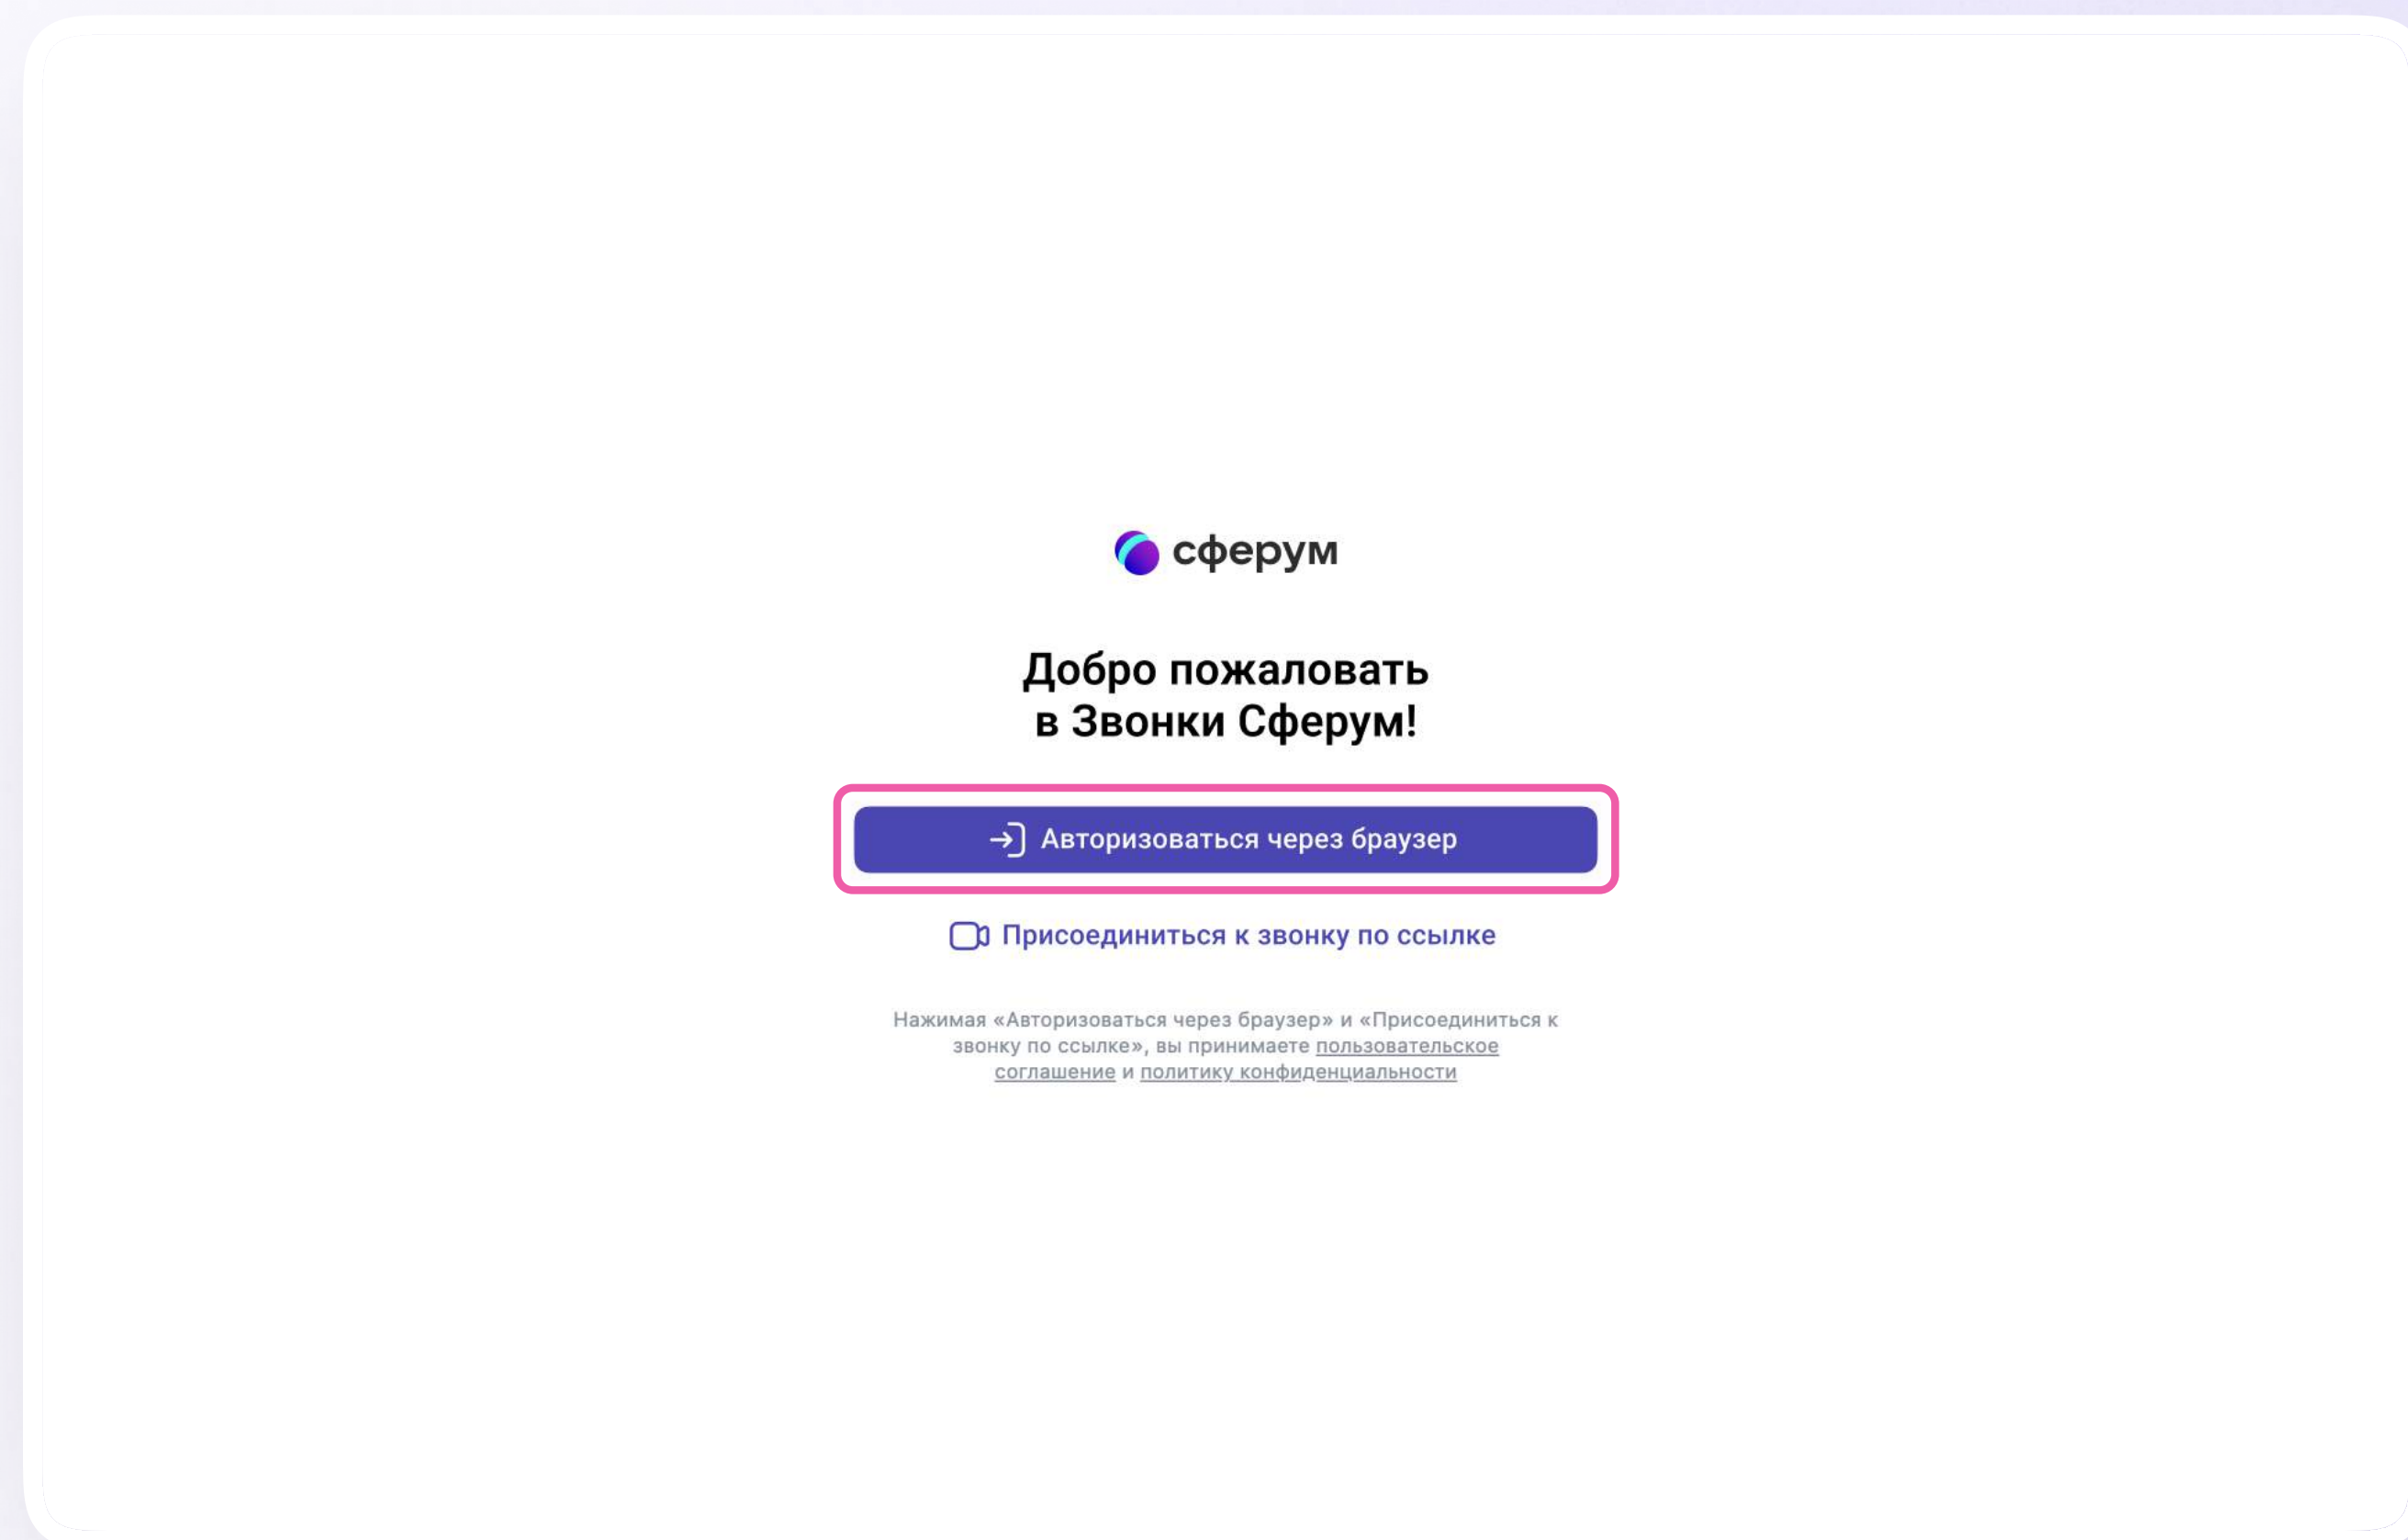 сферум
Добро пожаловать
в Звонки Сферум!
Авторизоваться через браузер
Присоединиться к звонку по ссылке
Нажимая «Авторизоваться через браузер» и «Присоединиться к
звонку по ссылке», вы принимаете пользовательское
соглашение и политику конфиденциальности